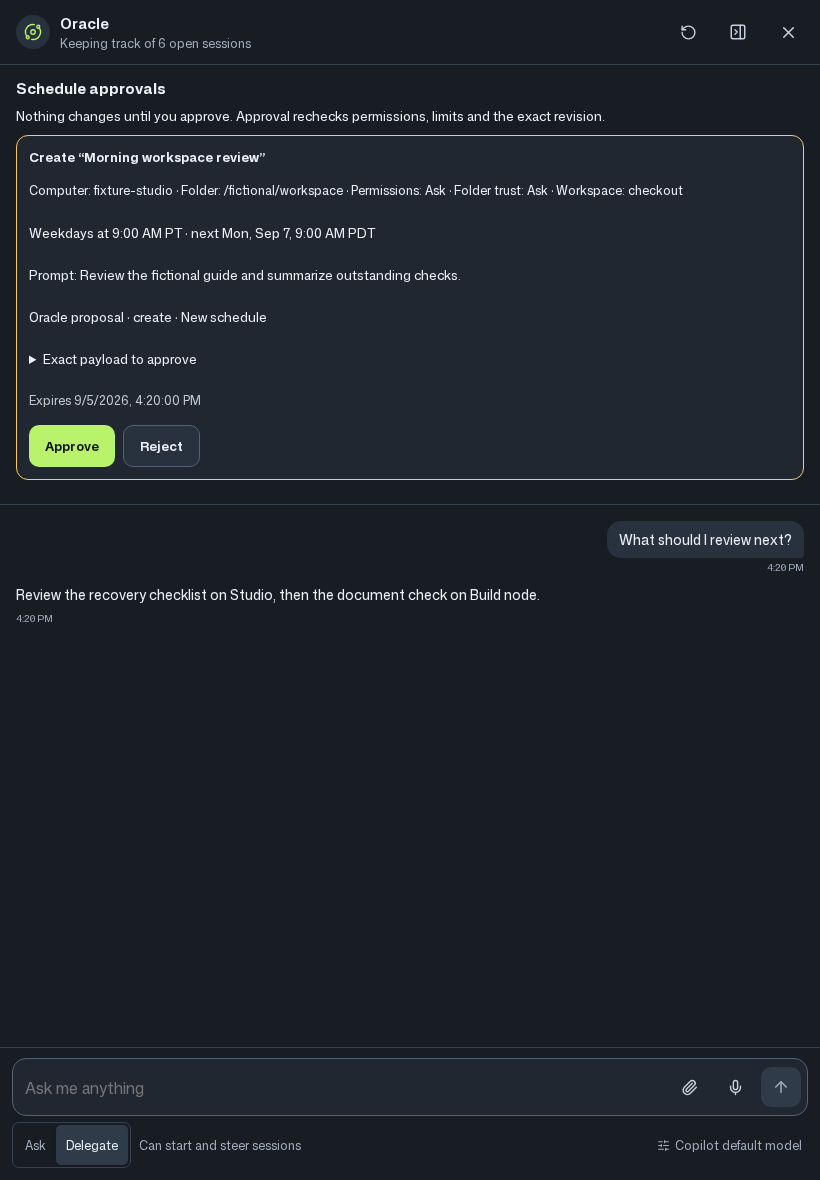 Oracle
Keeping track of 6 open sessions
Schedule approvals
Nothing changes until you approve. Approval rechecks permissions, limits and the exact revision.
Create “Morning workspace review”
Computer: fixture-studio · Folder: /fictional/workspace · Permissions: Ask · Folder trust: Ask · Workspace: checkout
Weekdays at 9:00 AM PT · next Mon, Sep 7, 9:00 AM PDT
Prompt: Review the fictional guide and summarize outstanding checks.
Oracle proposal · create · New schedule
Exact payload to approve
Expires 9/5/2026, 4:20:00 PM
Approve Reject
What should I review next?
4:20 PM
Review the recovery checklist on Studio, then the document check on Build node.
4:20 PM
Ask me anything
Ask Delegate Can start and steer sessions Copilot default model